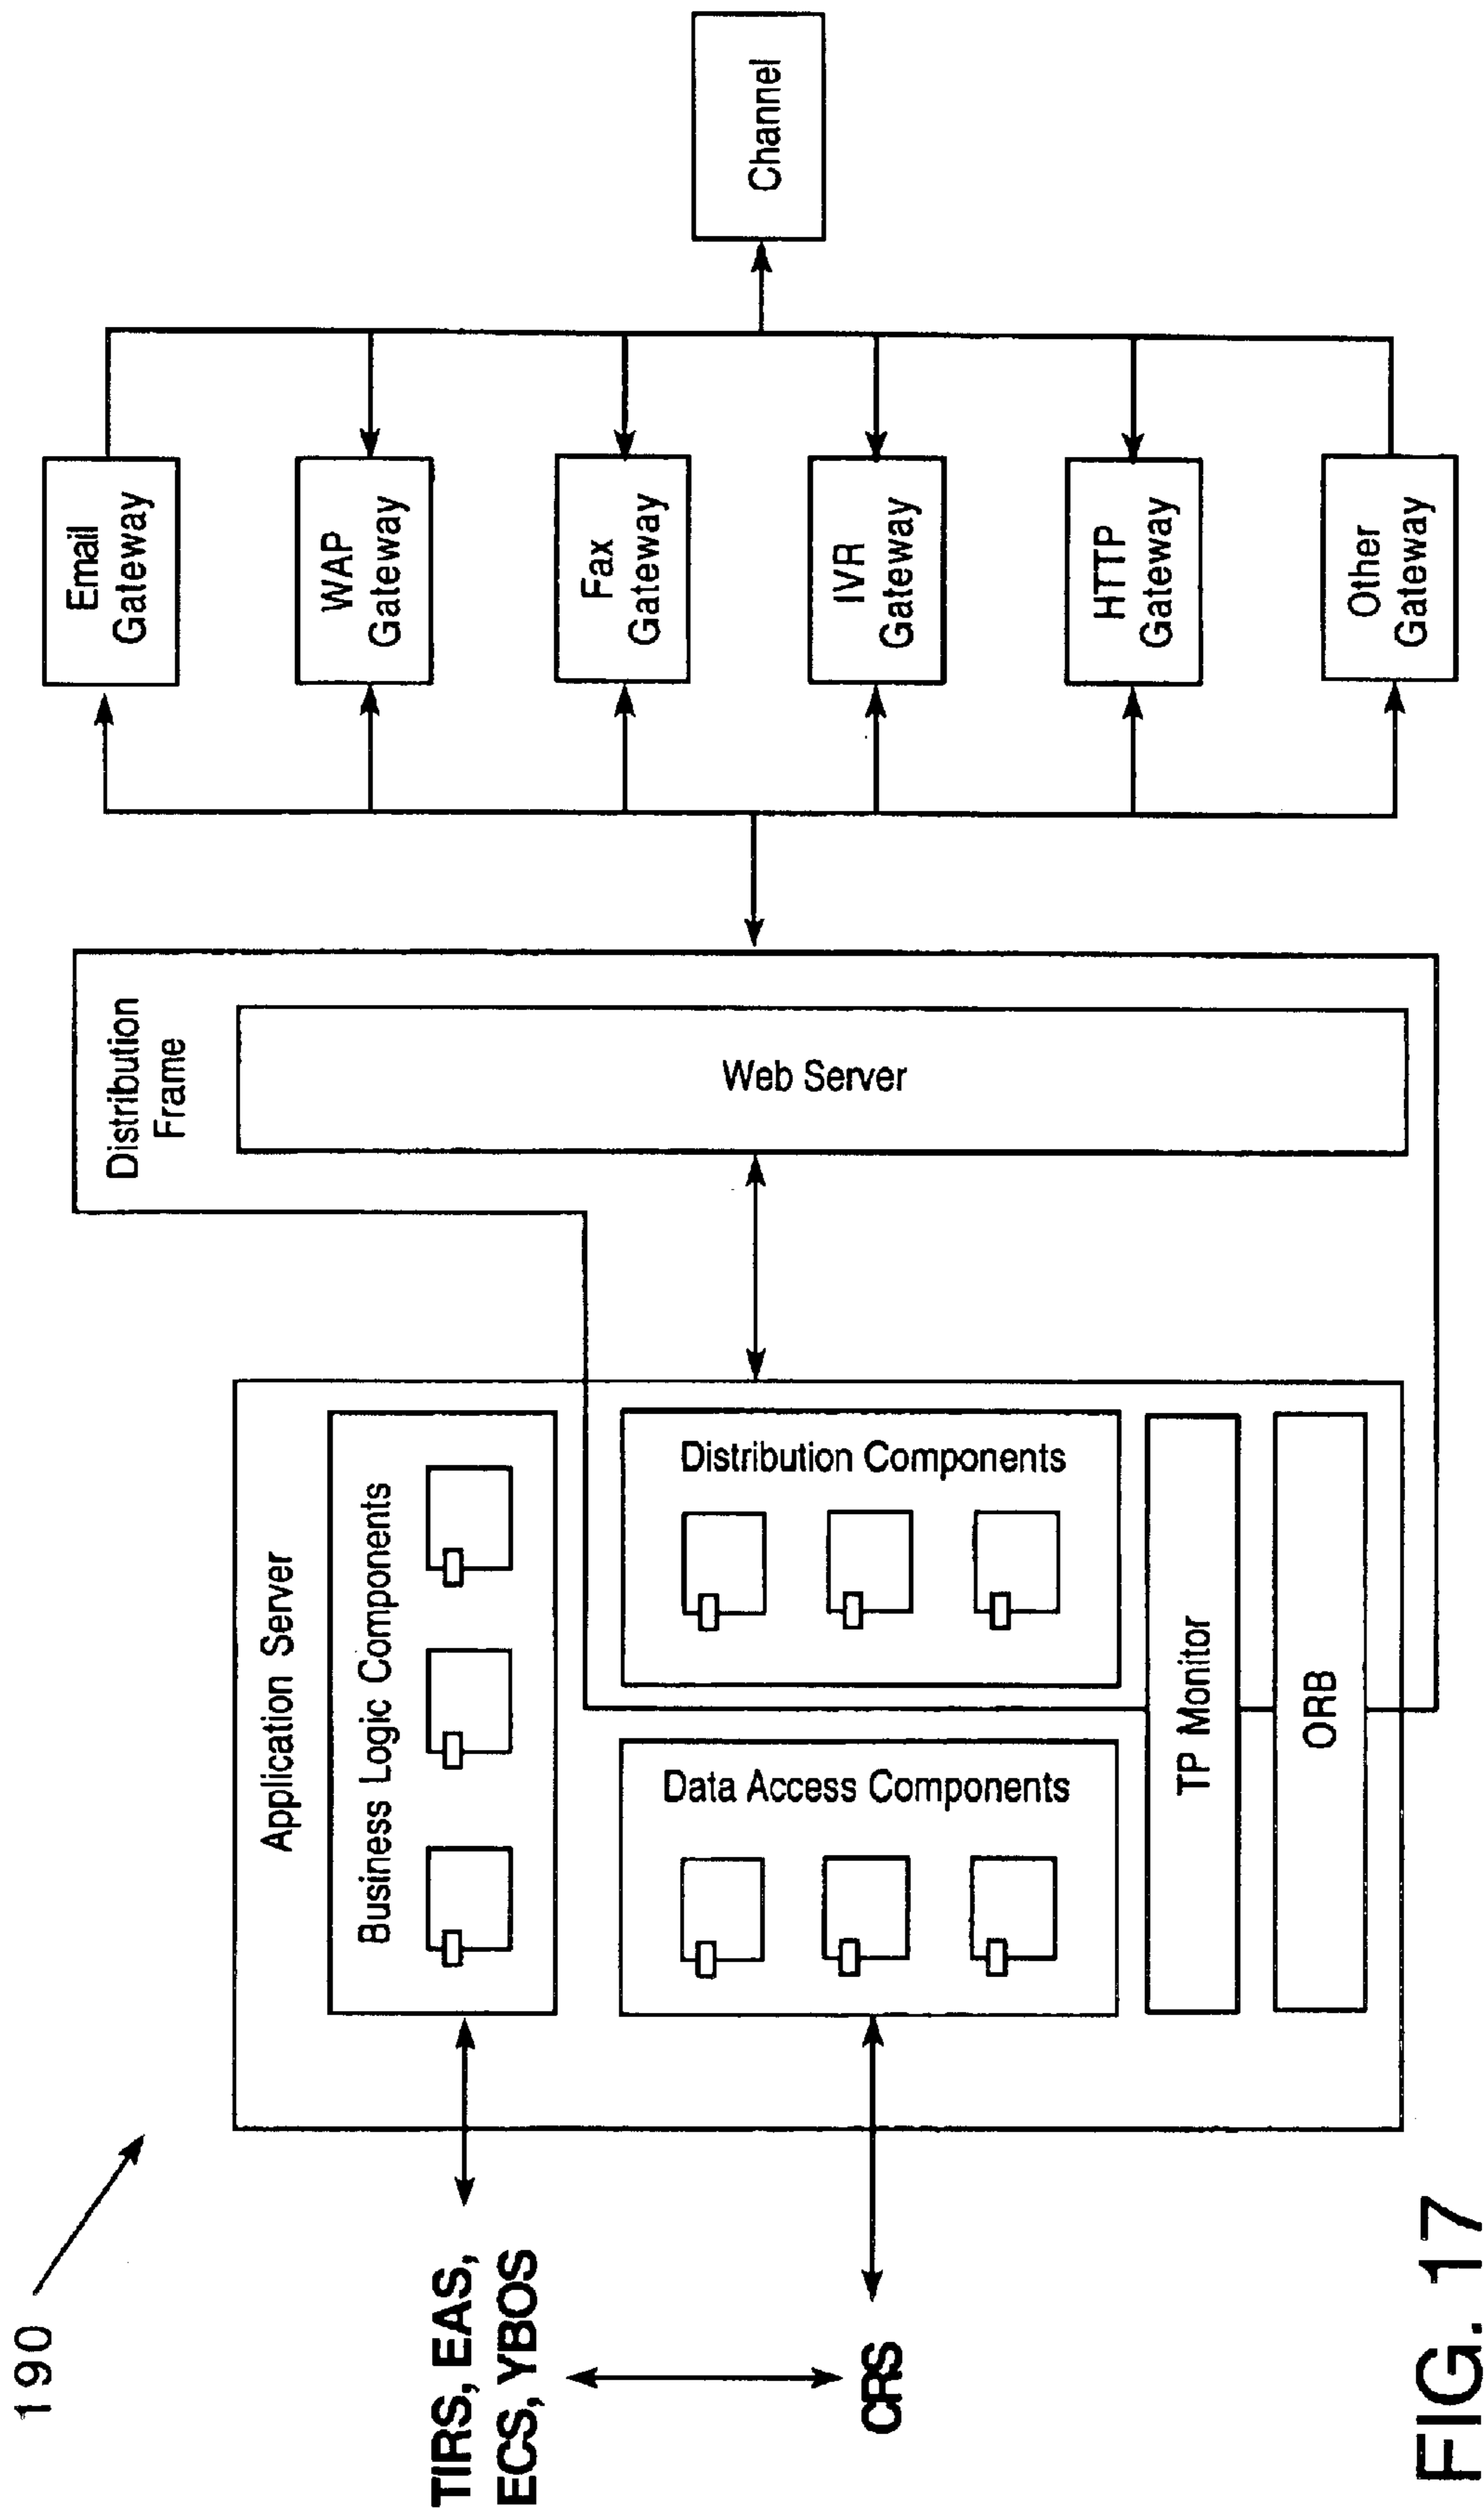 190
TIRS, EAS,
ECS, YBOS
CRS
Application Server
Business Logic Components
Data Access Components
Distribution Components
TP Monitor
ORB
Distribution
Frame
Web Server
Email
Gateway
WAP
Gateway
Fax
Gateway
IVR
Gateway
HTTP
Gateway
Other
Gateway
Channel
FIG. 17